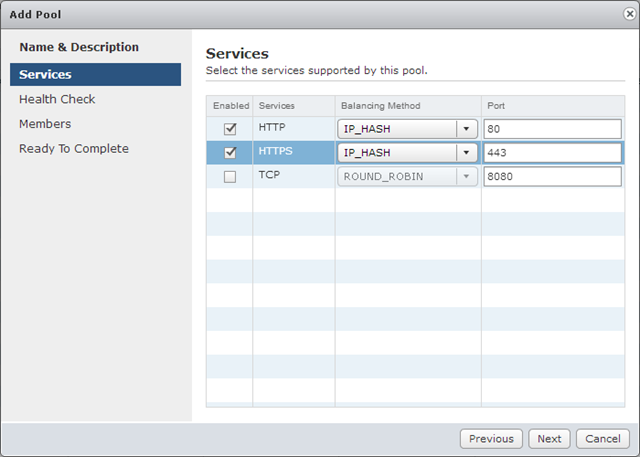 Add Pool
Name & Description
Services
Health Check
Members
Ready To Complete
Services
Select the services supported by this pool.
Enabled Services Balancing Method Port
HTTP IP_HASH 80
HTTPS IP_HASH 443
TCP ROUND_ROBIN 8080
Previous Next Cancel